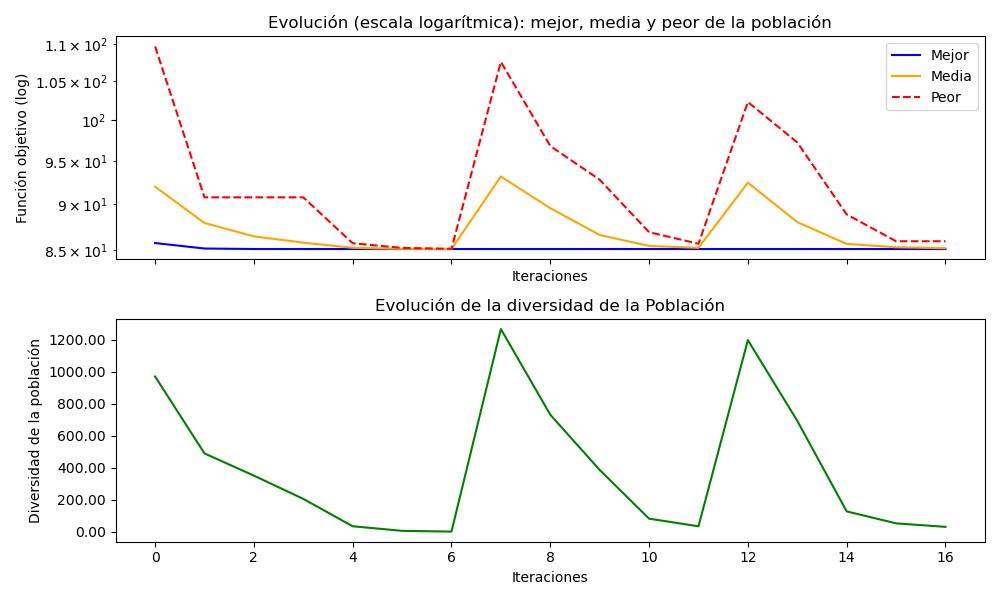 Evolución (escala logarítmica): mejor, media y peor de la población
Función objetivo (log)
1.1 × 10²
1.05 × 10²
10²
9.5 × 10¹
9 × 10¹
8.5 × 10¹
Mejor
Media
Peor
Iteraciones
Evolución de la diversidad de la Población
Diversidad de la población
1200.00
1000.00
800.00
600.00
400.00
200.00
0.00
0 2 4 6 8 10 12 14 16
Iteraciones